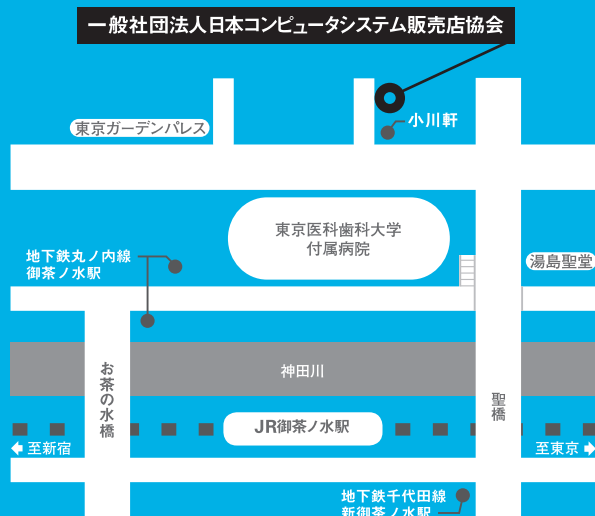 一般社団法人日本コンピュータシステム販売店協会
東京ガーデンパレス
小川軒
東京医科歯科大学
付属病院
地下鉄丸ノ内線
御茶ノ水駅
湯島聖堂
お茶の水橋
神田川
聖橋
JR御茶ノ水駅
至新宿
至東京
地下鉄千代田線
新御茶ノ水駅